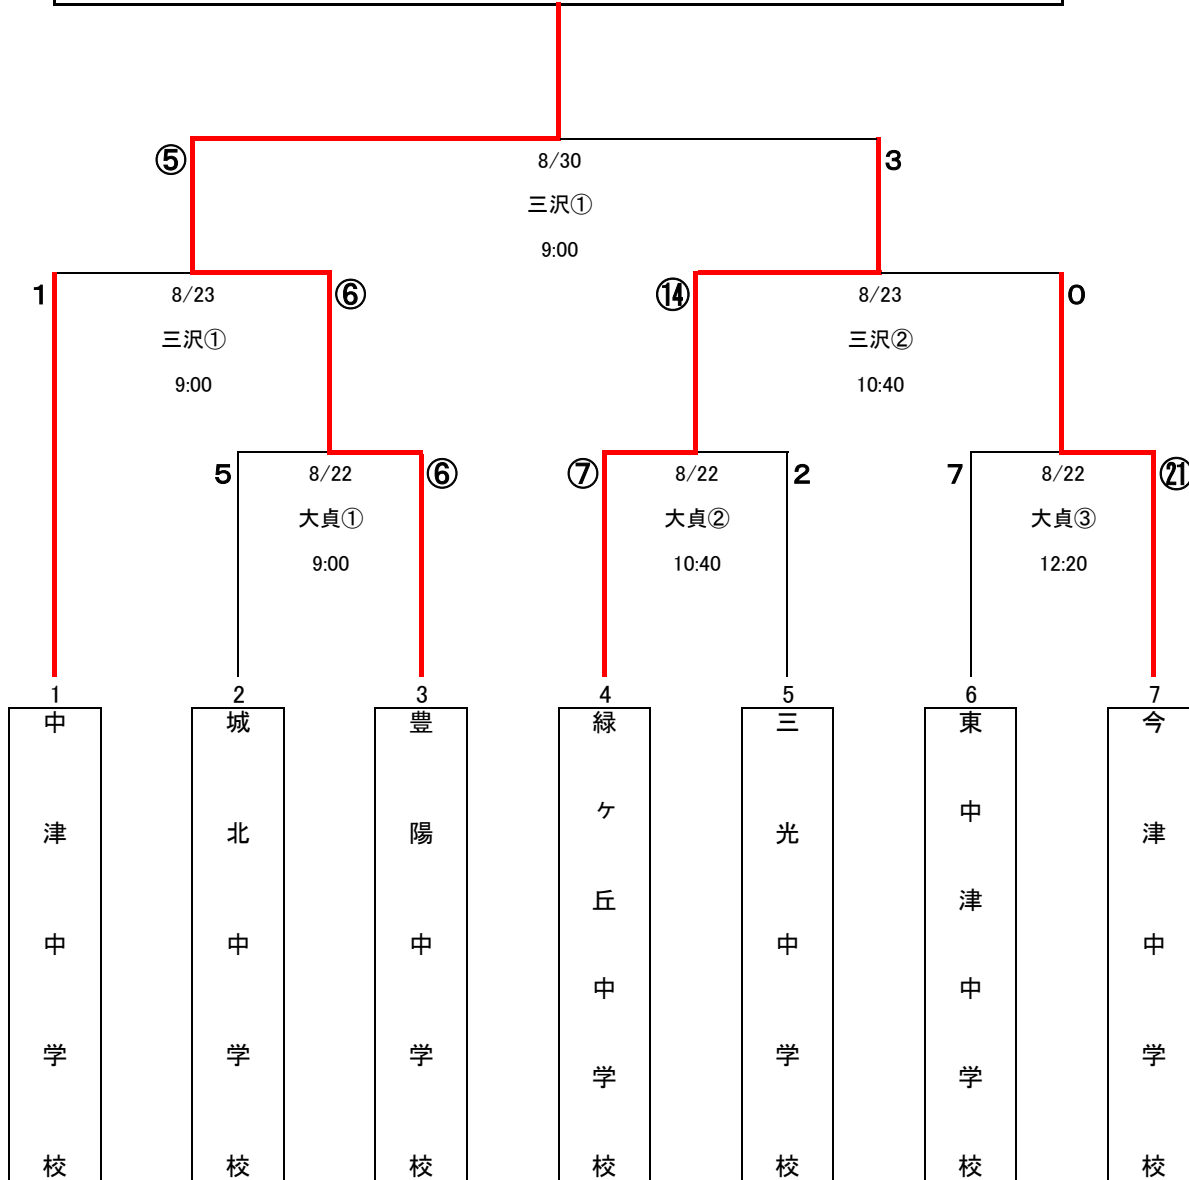 ⑤
8/30
3
三沢①
9:00
1
8/23
⑥
⑭
8/23
0
三沢①
三沢②
9:00
10:40
5
8/22
⑥
⑦
8/22
2
7
8/22
㉑
大貞①
大貞②
大貞③
9:00
10:40
12:20
1
2
3
4
5
6
7
中津中学校
城北中学校
豊陽中学校
緑ヶ丘中学校
三光中学校
東中津中学校
今津中学校